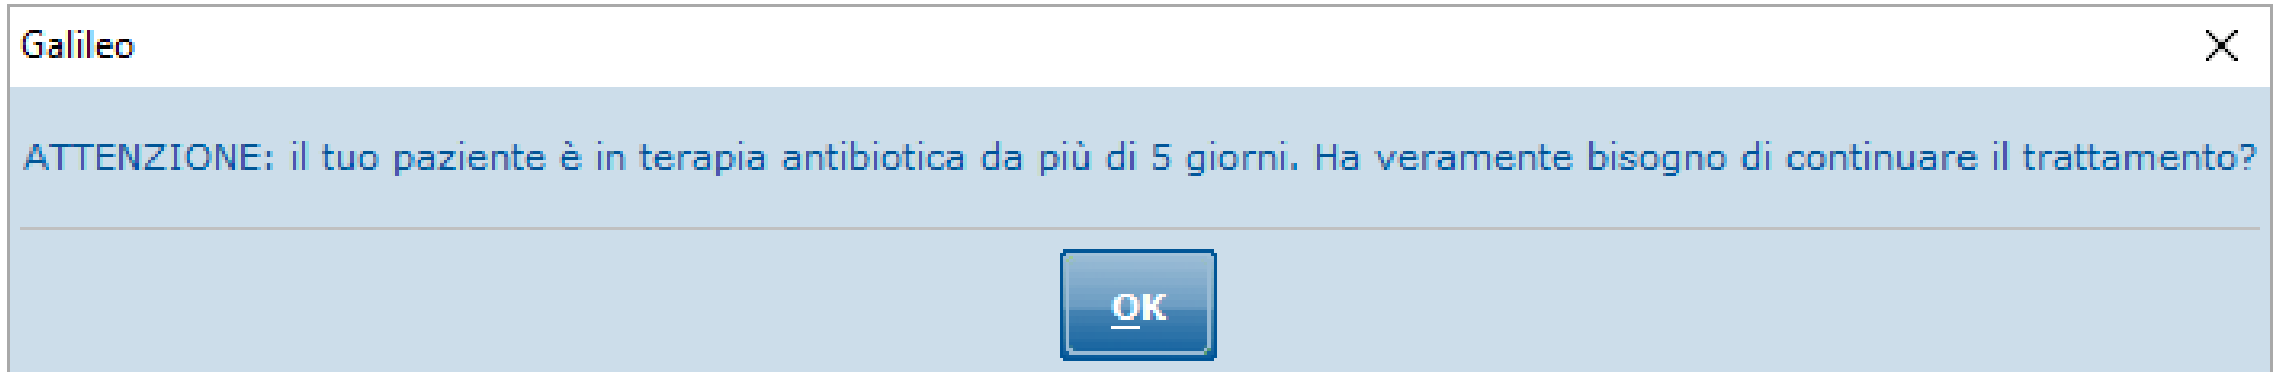 Galileo
ATTENZIONE: il tuo paziente è in terapia antibiotica da più di 5 giorni. Ha veramente bisogno di continuare il trattamento?
OK